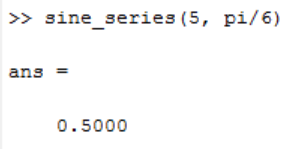 >> sine_series(5, pi/6)
ans =
0.5000